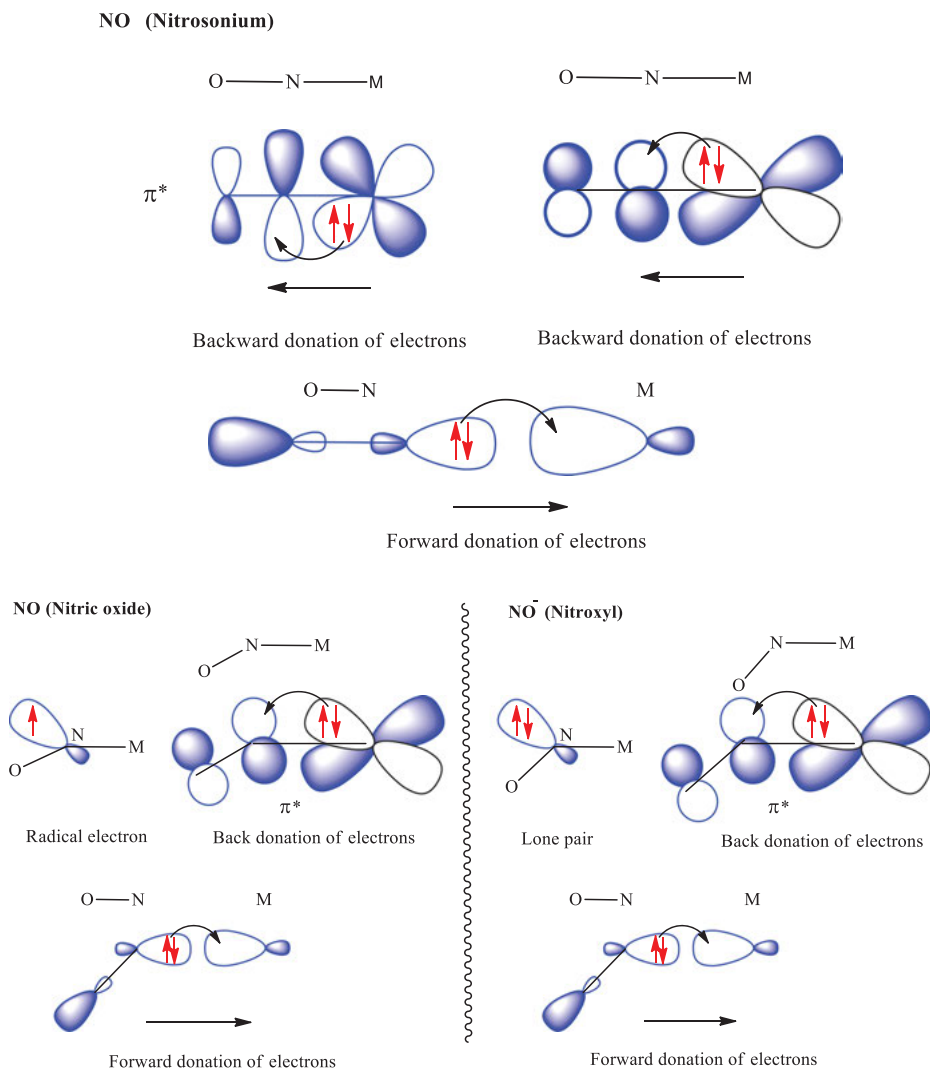 NO (Nitrosonium)
O N M
O N M
π*
Backward donation of electrons
Backward donation of electrons
O N M
Forward donation of electrons
NO (Nitric oxide)
N M
O
N
M
O
π*
Radical electron
Back donation of electrons
O N M
Forward donation of electrons
NO⁻ (Nitroxyl)
N M
O
N
M
O
π*
Lone pair
Back donation of electrons
O N M
Forward donation of electrons